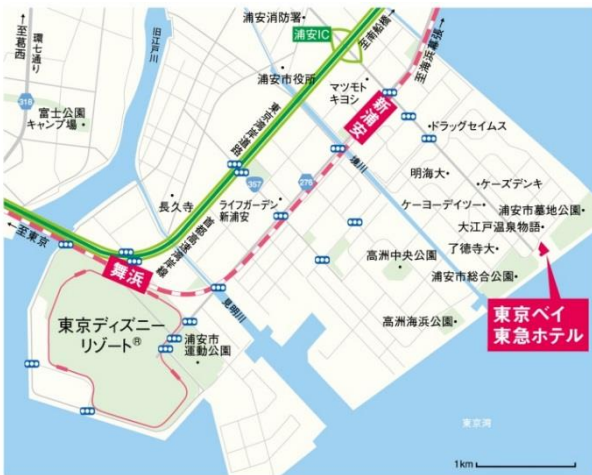 浦安消防署
浦安IC
至南船橋
至海浜幕張
至葛西
環七通り
旧江戸川
浦安市役所
マツモト
キヨシ
318
富士公園
キャンプ場
東京湾岸道路
新浦安
ドラッグセイムス
境川
明海大
ケーズデンキ
357
276
長久寺
ライフガーデン
新浦安
ケーヨーデイツー
浦安市墓地公園
大江戸温泉物語
至東京
首都高速湾岸線
高洲中央公園
了徳寺大
舞浜
浦安市総合公園
見明川
東京ベイ
東急ホテル
東京ディズニー
リゾート®
浦安市
運動公園
高洲海浜公園
東京湾
1km